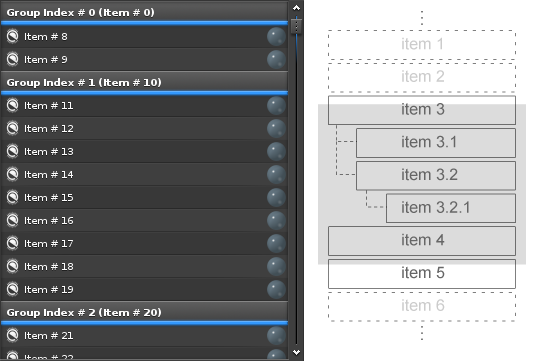 Group Index # 0 (Item # 0)
Item # 8
Item # 9
Group Index # 1 (Item # 10)
Item # 11
Item # 12
Item # 13
Item # 14
Item # 15
Item # 16
Item # 17
Item # 18
Item # 19
Group Index # 2 (Item # 20)
Item # 21
Item # 22
item 1
item 2
item 3
item 3.1
item 3.2
item 3.2.1
item 4
item 5
item 6